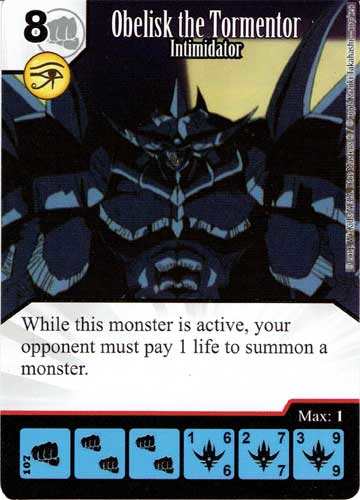 8
Obelisk the Tormentor
Intimidator
While this monster is active, your
opponent must pay 1 life to summon a
monster.
Max: 1
107
1 6
6
2 7
7
3 9
9